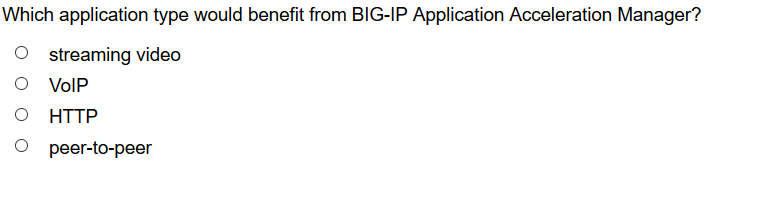 Which application type would benefit from BIG-IP Application Acceleration Manager?
streaming video
VoIP
HTTP
peer-to-peer